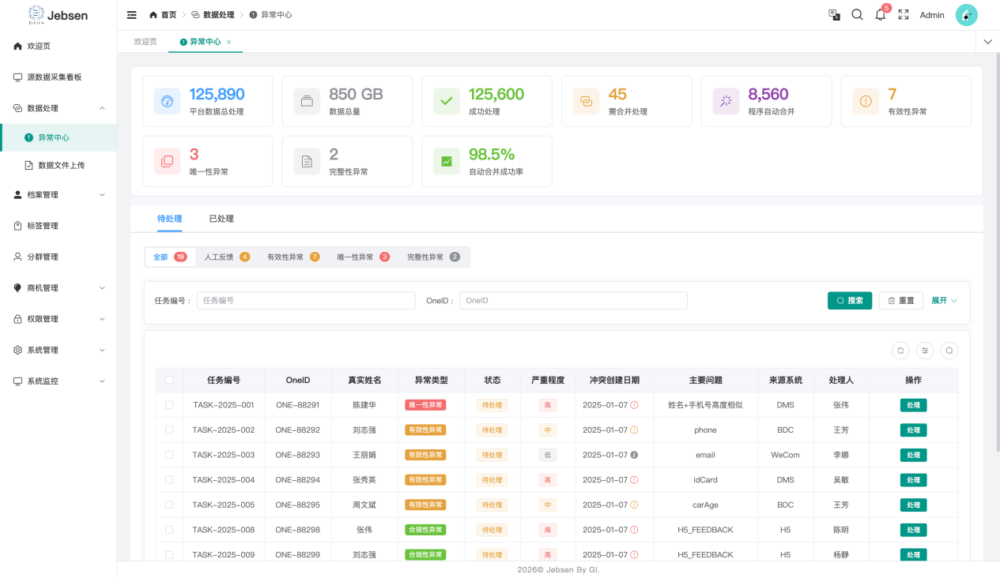 Jebsen
JEBSEN
首页
数据处理
异常中心
5
Admin
欢迎页
异常中心
欢迎页
源数据采集看板
数据处理
异常中心
数据文件上传
档案管理
标签管理
分群管理
商机管理
权限管理
系统管理
系统监控
125,890
平台数据总处理
850 GB
数据总量
125,600
成功处理
45
需合并处理
8,560
程序自动合并
7
有效性异常
3
唯一性异常
2
完整性异常
98.5%
自动合并成功率
待处理 已处理
全部 19 人工反馈 4 有效性异常 7 唯一性异常 3 完整性异常 2
任务编号： 任务编号 OneID： OneID 搜索 重置 展开
任务编号 OneID 真实姓名 异常类型 状态 严重程度 冲突创建日期 主要问题 来源系统 处理人 操作
TASK-2025-001 ONE-88291 陈建华 唯一性异常 待处理 高 2025-01-07 姓名+手机号高度相似 DMS 张伟 处理
TASK-2025-002 ONE-88292 刘志强 有效性异常 待处理 中 2025-01-07 phone BDC 王芳 处理
TASK-2025-003 ONE-88293 王丽娟 有效性异常 待处理 低 2025-01-07 email WeCom 李娜 处理
TASK-2025-004 ONE-88294 张秀英 有效性异常 待处理 高 2025-01-07 idCard DMS 吴敏 处理
TASK-2025-005 ONE-88295 周文斌 有效性异常 待处理 中 2025-01-07 carAge BDC 王芳 处理
TASK-2025-008 ONE-88298 张伟 合规性异常 待处理 高 2025-01-07 H5_FEEDBACK H5 陈明 处理
TASK-2025-009 ONE-88299 刘志强 合规性异常 待处理 高 2025-01-07 H5_FEEDBACK H5 杨静 处理
2026© Jebsen By GI.